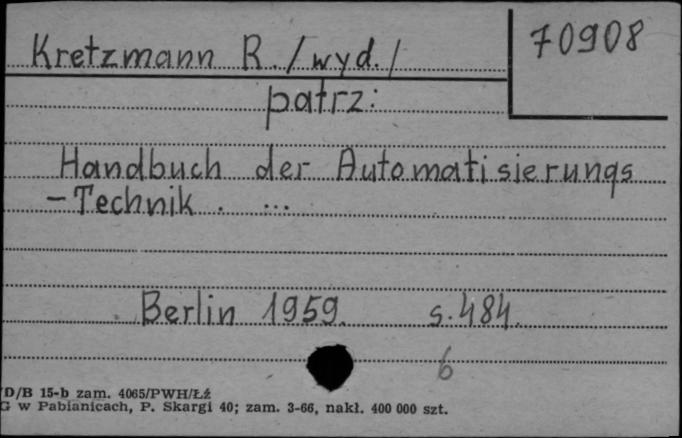 70908
Kretzmann R. /wyd./
patrz:
Handbuch der Automatisierungs
-Technik. ...
Berlin 1959. s.484.
6
D/B 15-b zam. 4065/PWH/Łź
G w Pabianicach, P. Skargi 40; zam. 3-66, nakł. 400 000 szt.